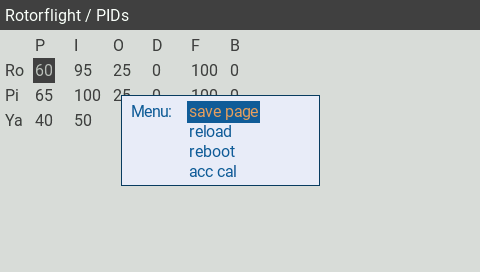 Rotorflight / PIDs
P I O D F B
Ro 60 95 25 0 100 0
Pi 65 100 25 0 100 0
Ya 40 50
Menu: save page
reload
reboot
acc cal